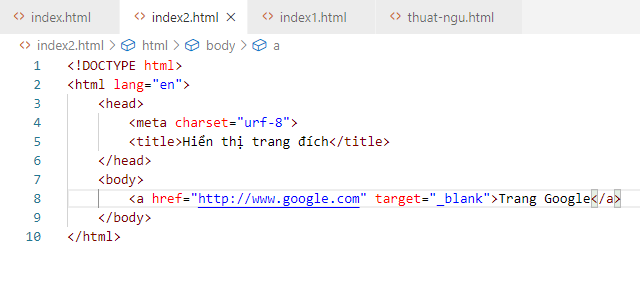 index.html index2.html index1.html thuat-ngu.html
index2.html > html > body > a
1 <!DOCTYPE html>
2 <html lang="en">
3 <head>
4 <meta charset="urf-8">
5 <title>Hiển thị trang đích</title>
6 </head>
7 <body>
8 <a href="http://www.google.com" target="_blank">Trang Google</a>
9 </body>
10 </html>